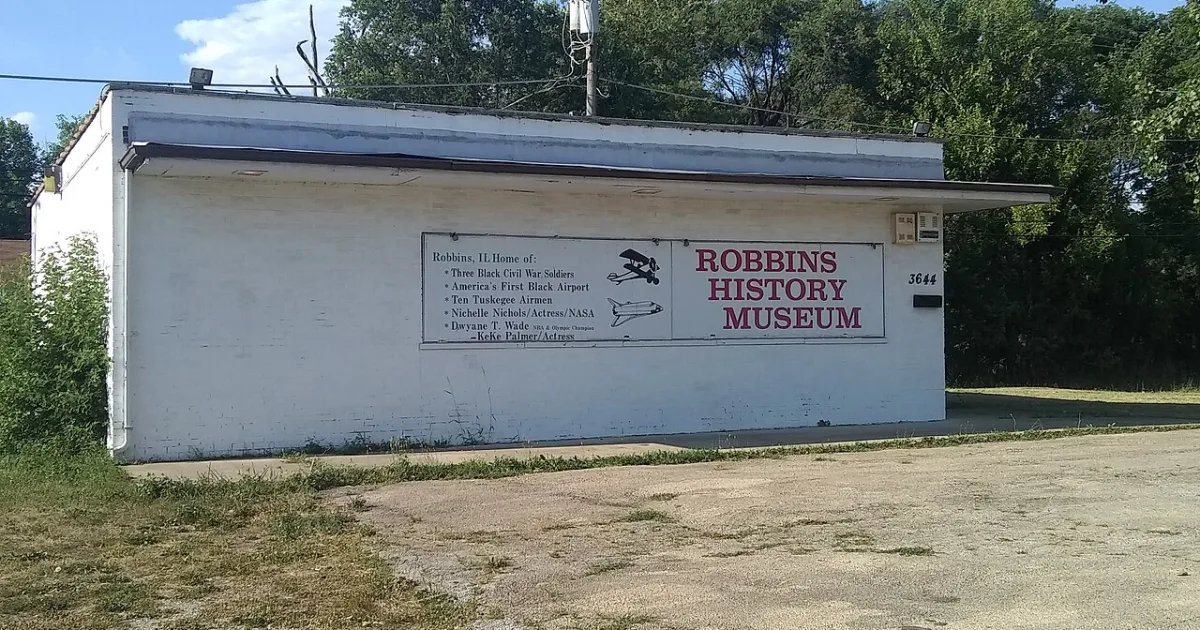 Robbins, IL Home of:
* Three Black Civil War Soldiers
* America's First Black Airport
* Ten Tuskegee Airmen
* Nichelle Nichols/Actress/NASA
* Dwyane T. Wade NBA & Olympic Champion
-KeKe Palmer/Actress
ROBBINS
HISTORY
MUSEUM
3644